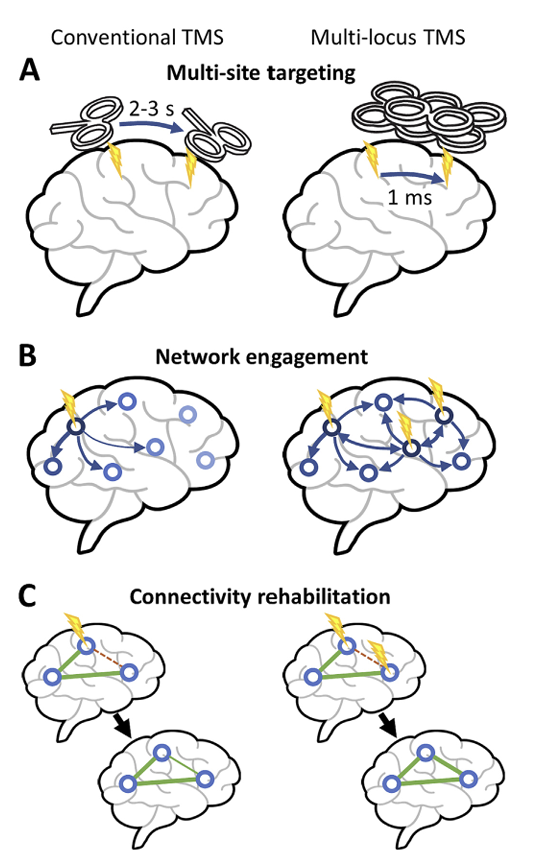 Conventional TMS Multi-locus TMS
A Multi-site targeting
2-3 s
1 ms
B Network engagement
C Connectivity rehabilitation